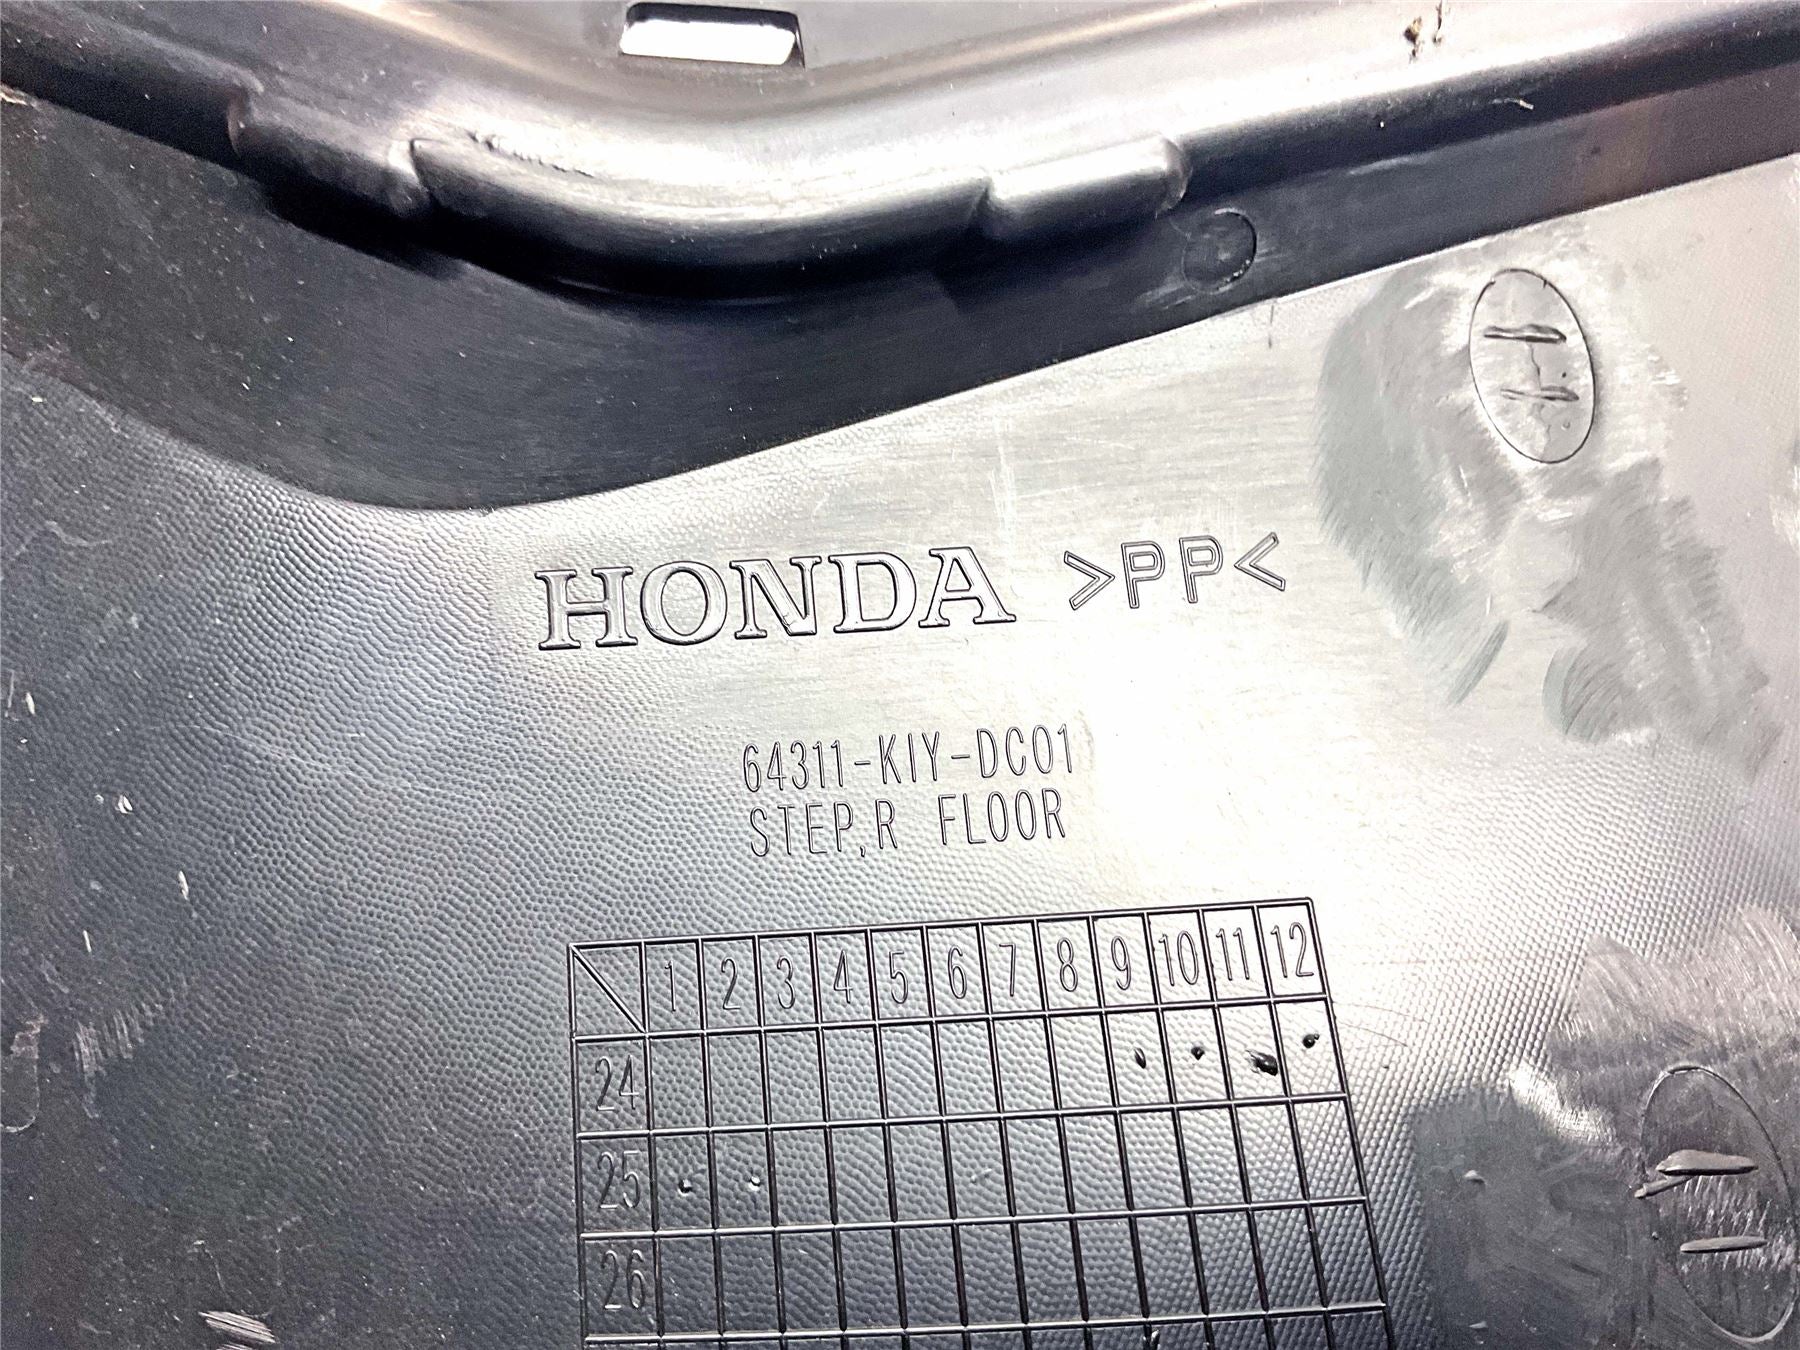 HONDA >PP<
64311-K1Y-DC01
STEP,R FLOOR
1 2 3 4 5 6 7 8 9 10 11 12
24
25
26